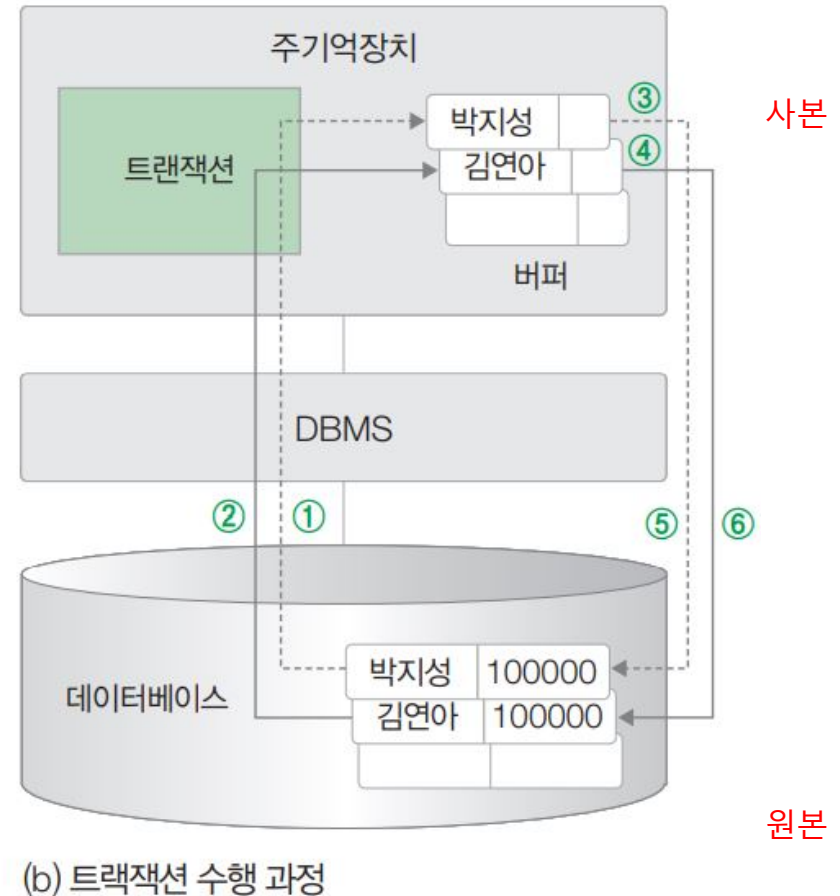 주기억장치
박지성 ③
사본
트랜잭션
김연아 ④
버퍼
DBMS
② ① ⑤ ⑥
박지성 100000
데이터베이스
김연아 100000
원본
(b) 트랙잭션 수행 과정